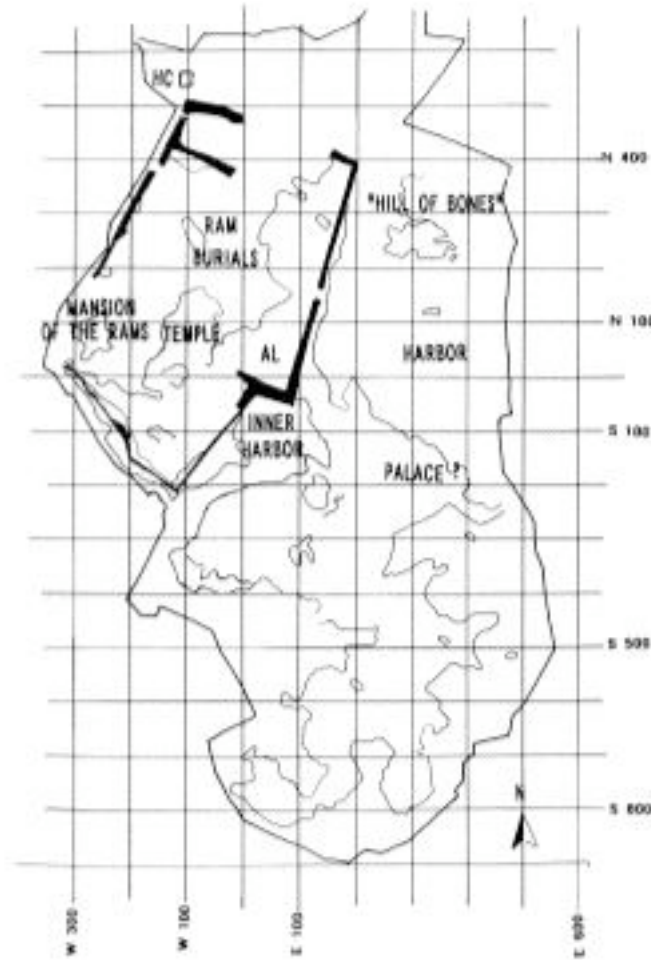 HC
N 400
"HILL OF BONES"
RAM
BURIALS
MANSION
OF THE RAMS
TEMPLE
N 100
AL
HARBOR
INNER
HARBOR
S 100
PALACE
S 500
S 800
N
W 300
W 100
E 100
E 600